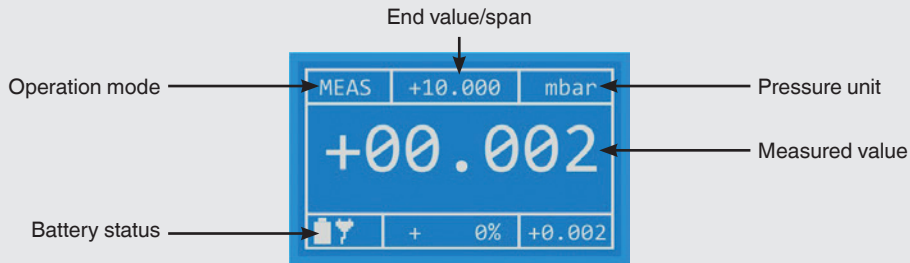 End value/span
Operation mode
MEAS +10.000 mbar
Pressure unit
+00.002
Measured value
Battery status
+ 0% +0.002